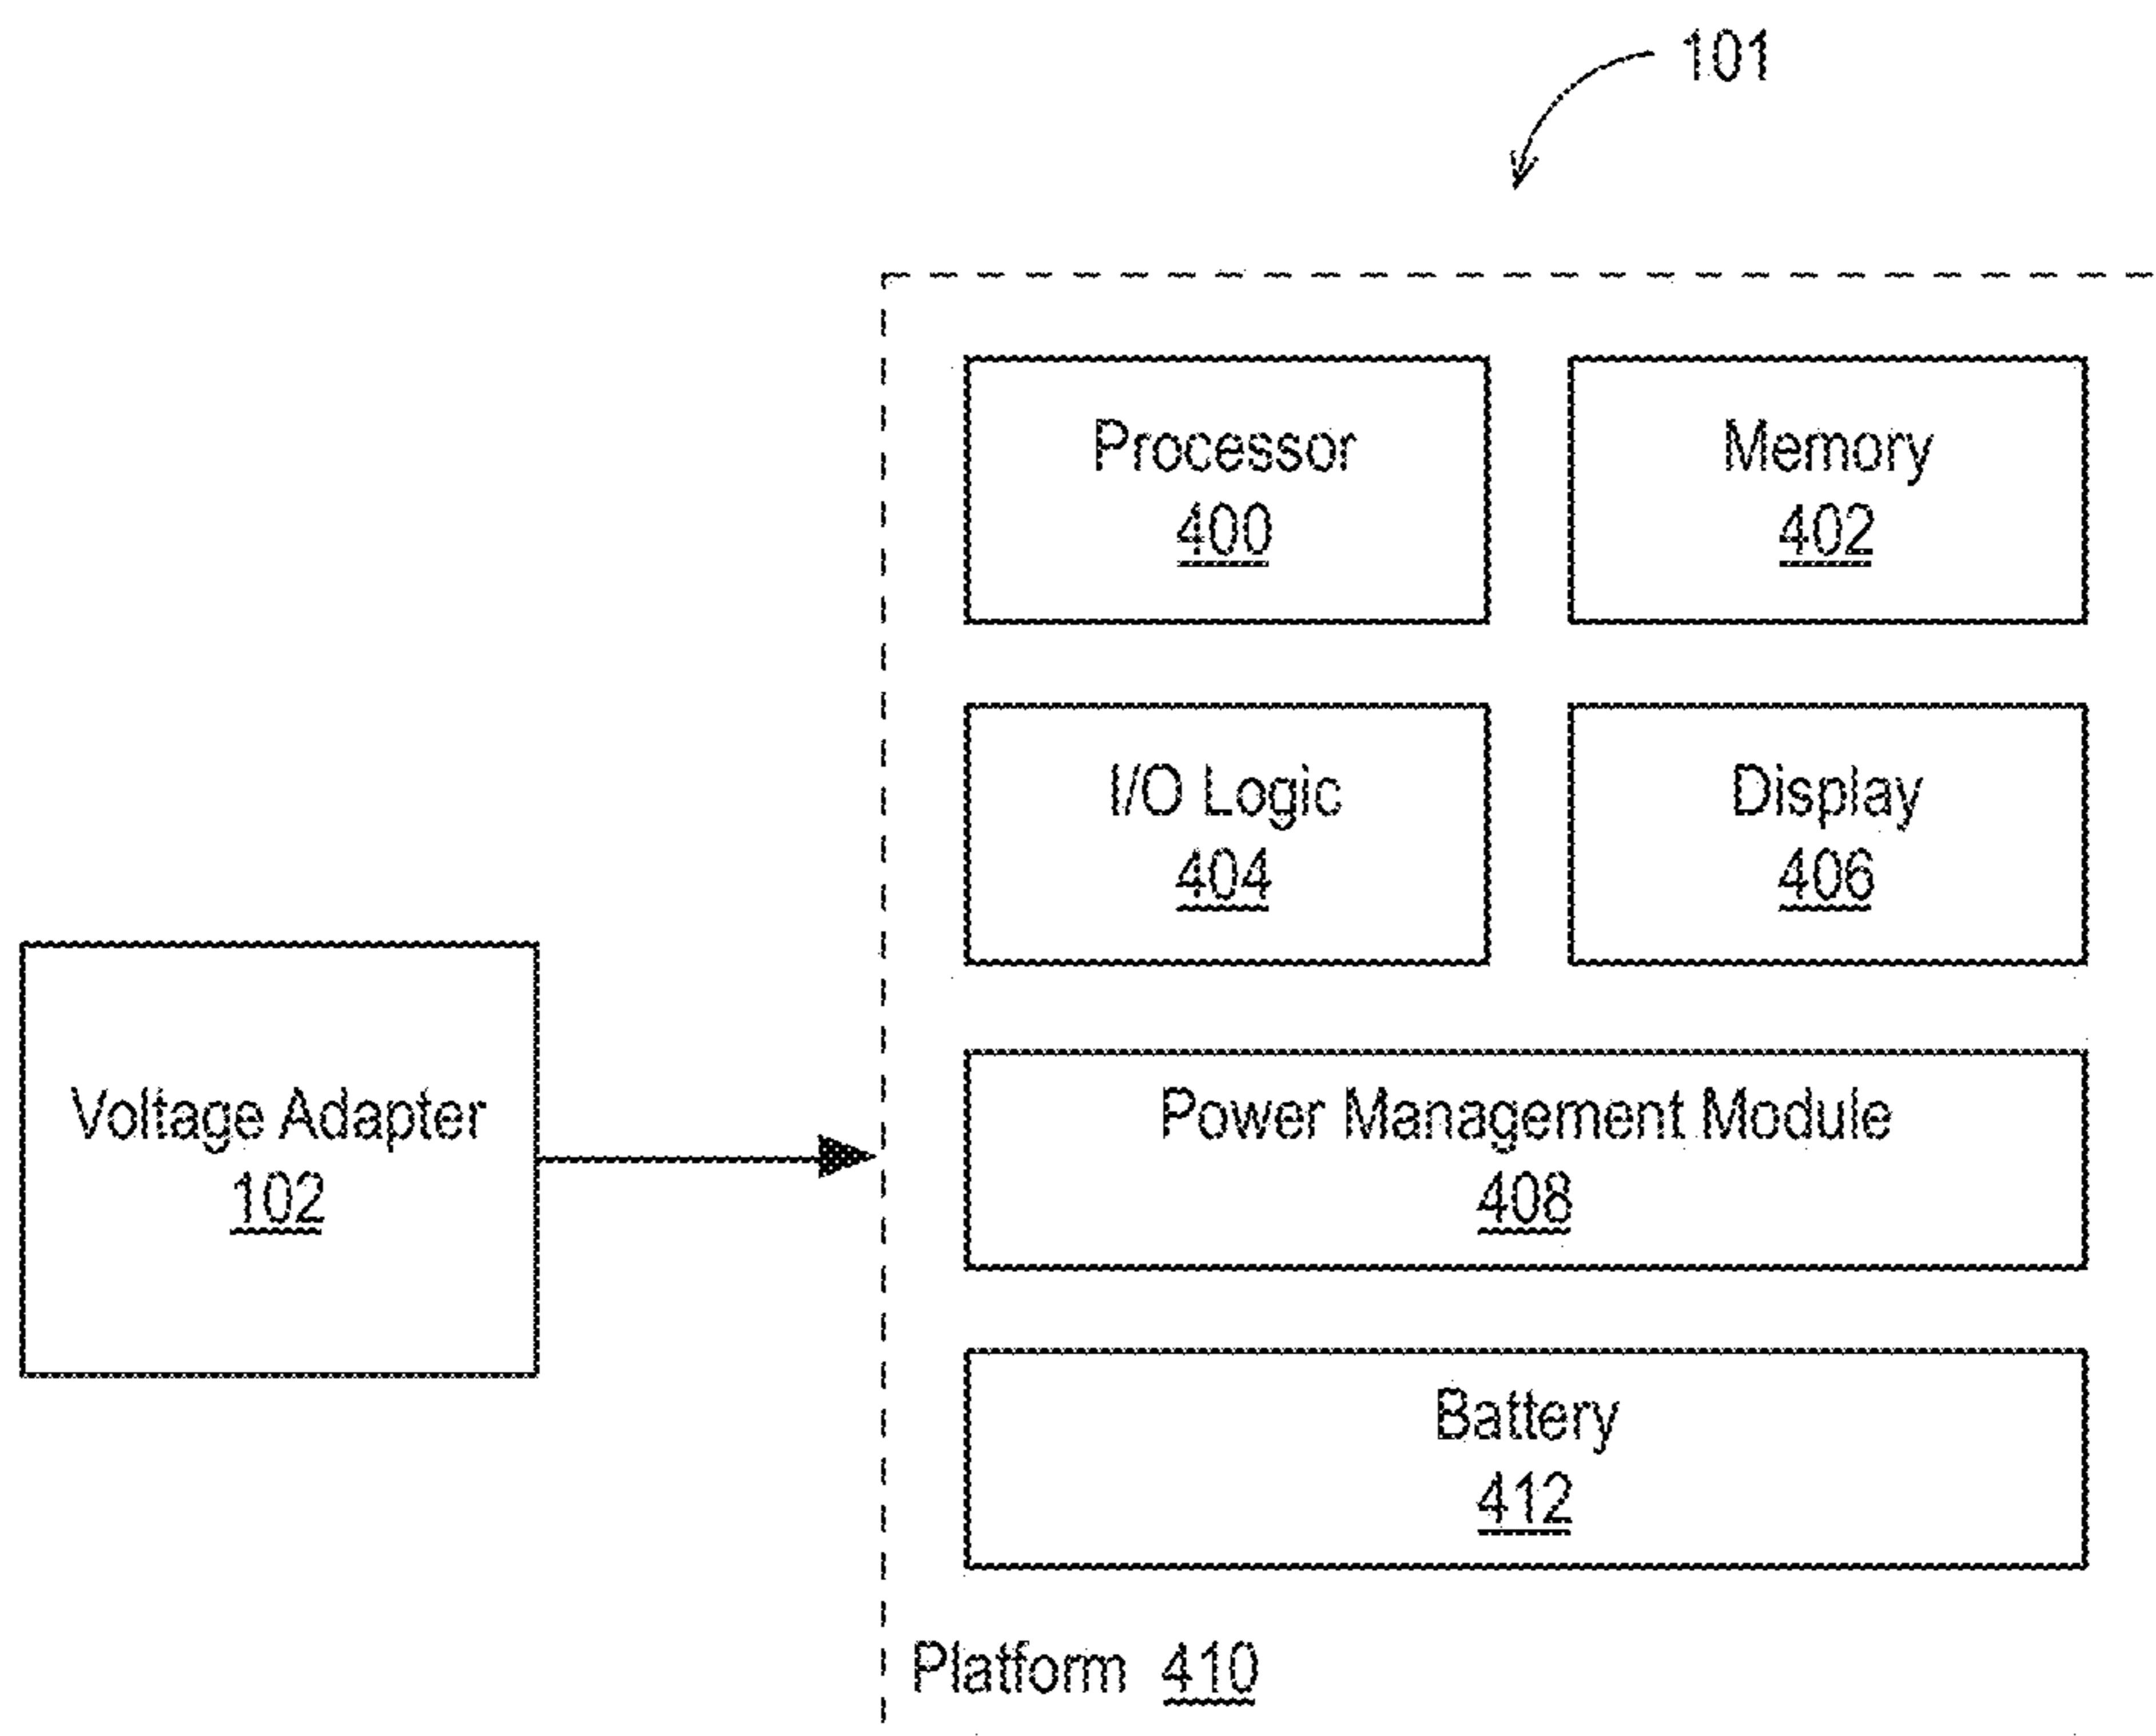 101
Processor
400
Memory
402
I/O Logic
404
Display
406
Voltage Adapter
102
Power Management Module
408
Battery
412
Platform 410